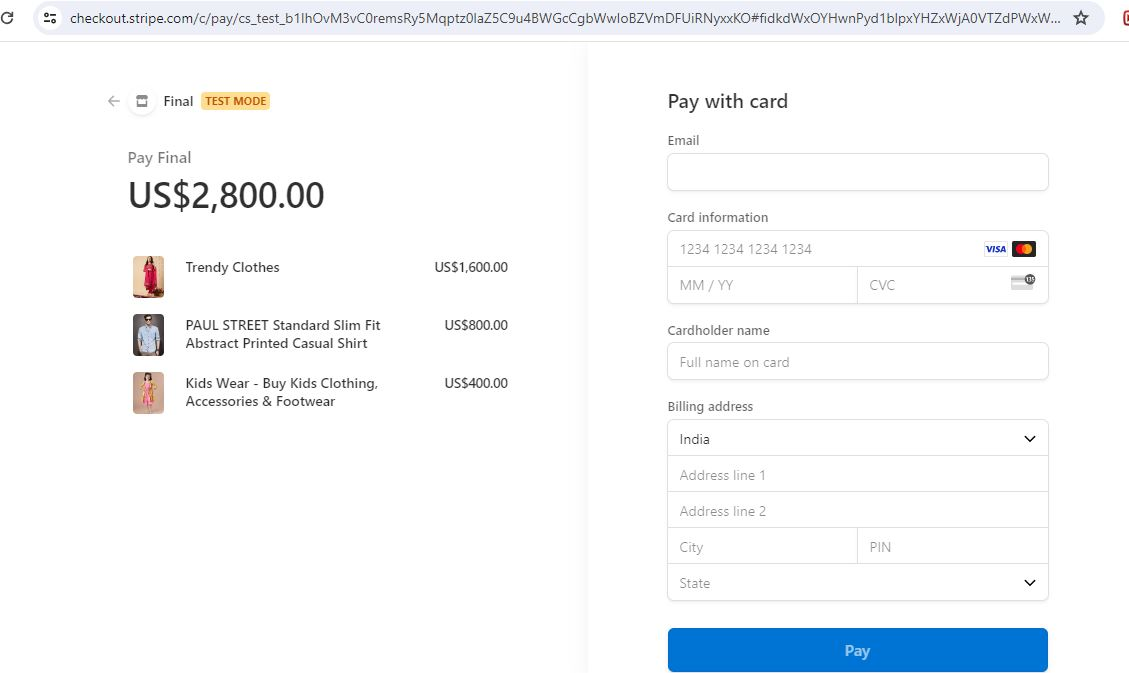 checkout.stripe.com/c/pay/cs_test_b1IhOvM3vC0remsRy5Mqptz0IaZ5C9u4BWGcCgbWwIoBZVmDFUiRNyxxKO#fidkdWxOYHwnPyd1blpxYHZxWjA0VTZdPWxW...
Final TEST MODE
Pay Final
US$2,800.00
Trendy Clothes US$1,600.00
PAUL STREET Standard Slim Fit US$800.00
Abstract Printed Casual Shirt
Kids Wear - Buy Kids Clothing, US$400.00
Accessories & Footwear
Pay with card
Email
Card information
1234 1234 1234 1234 VISA
MM / YY CVC 135
Cardholder name
Full name on card
Billing address
India
Address line 1
Address line 2
City PIN
State
Pay